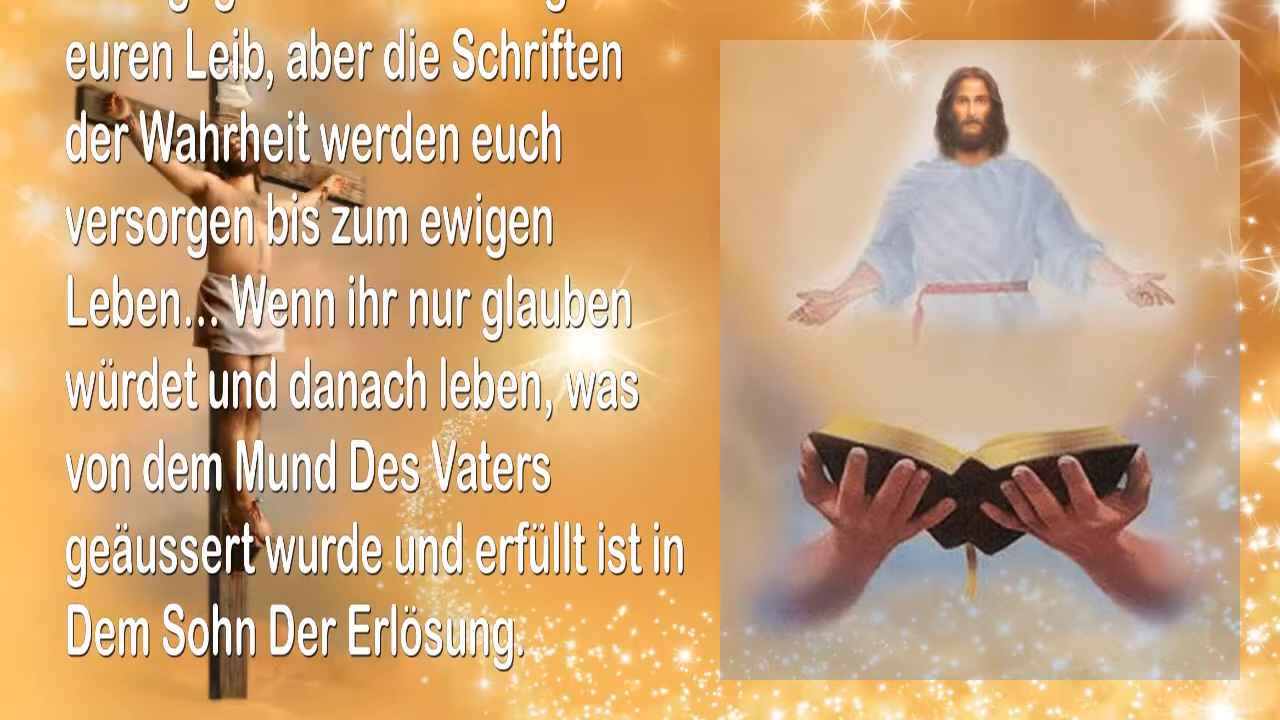 euren Leib, aber die Schriften
der Wahrheit werden euch
versorgen bis zum ewigen
Leben... Wenn ihr nur glauben
würdet und danach leben, was
von dem Mund Des Vaters
geäussert wurde und erfüllt ist in
Dem Sohn Der Erlösung.